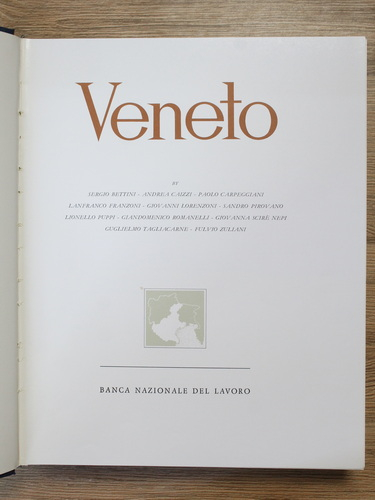 Veneto
BY
SERGIO BETTINI - ANDREA CAIZZI - PAOLO CARPEGGIANI
LANFRANCO FRANZONI - GIOVANNI LORENZONI - SANDRO PIROVANO
LIONELLO PUPPI - GIANDOMENICO ROMANELLI - GIOVANNA SCIRÈ NEPI
GUGLIELMO TAGLIACARNE - FULVIO ZULIANI
BANCA NAZIONALE DEL LAVORO